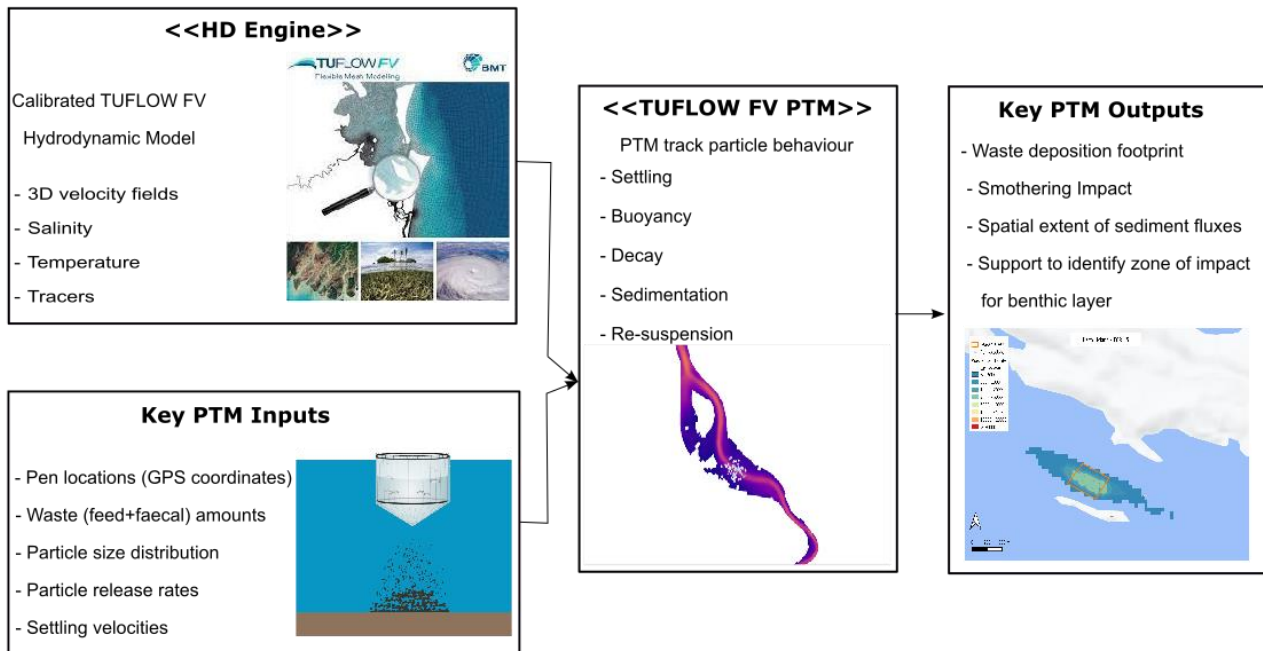 <<HD Engine>>
TUFLOW FV
Flexible Mesh Modelling
BMT
Calibrated TUFLOW FV
Hydrodynamic Model
- 3D velocity fields
- Salinity
- Temperature
- Tracers
Key PTM Inputs
- Pen locations (GPS coordinates)
- Waste (feed+faecal) amounts
- Particle size distribution
- Particle release rates
- Settling velocities
<<TUFLOW FV PTM>>
PTM track particle behaviour
- Settling
- Buoyancy
- Decay
- Sedimentation
- Re-suspension
Key PTM Outputs
- Waste deposition footprint
- Smothering Impact
- Spatial extent of sediment fluxes
- Support to identify zone of impact
for benthic layer